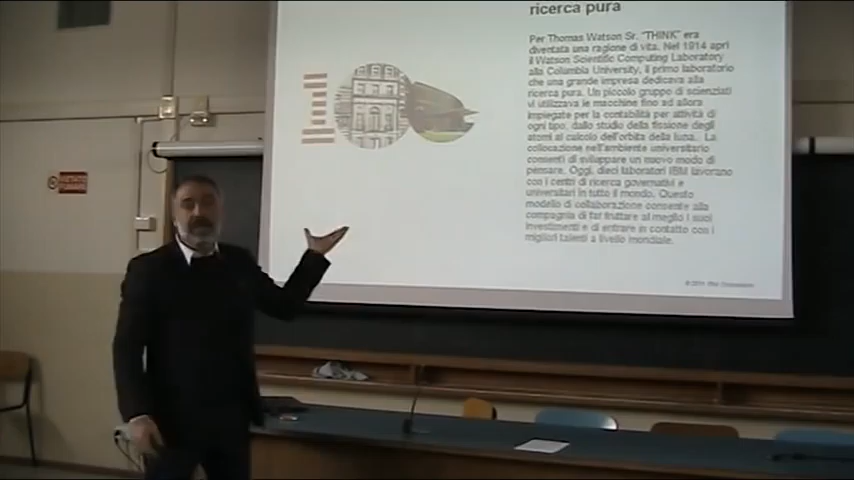 ricerca pura
Per Thomas Watson Sr. "THINK" era
diventata una ragione di vita. Nel 1914 aprì
il Watson Scientific Computing Laboratory
alla Columbia University, il primo laboratorio
che una grande impresa dedicava alla
ricerca pura. Un piccolo gruppo di scienziati
vi utilizzava le macchine fino ad allora
impiegate per la contabilità per attività di
ogni tipo, dallo studio della fissione degli
atomi al calcolo dell'orbita della luna. La
collocazione nell'ambiente universitario
consentì di sviluppare un nuovo modo di
pensare. Oggi, dieci laboratori IBM lavorano
con i centri di ricerca governativi e
universitari in tutto il mondo. Questo
modello di collaborazione consente alla
compagnia di far fruttare al meglio i suoi
investimenti e di entrare in contatto con i
migliori talenti a livello mondiale.